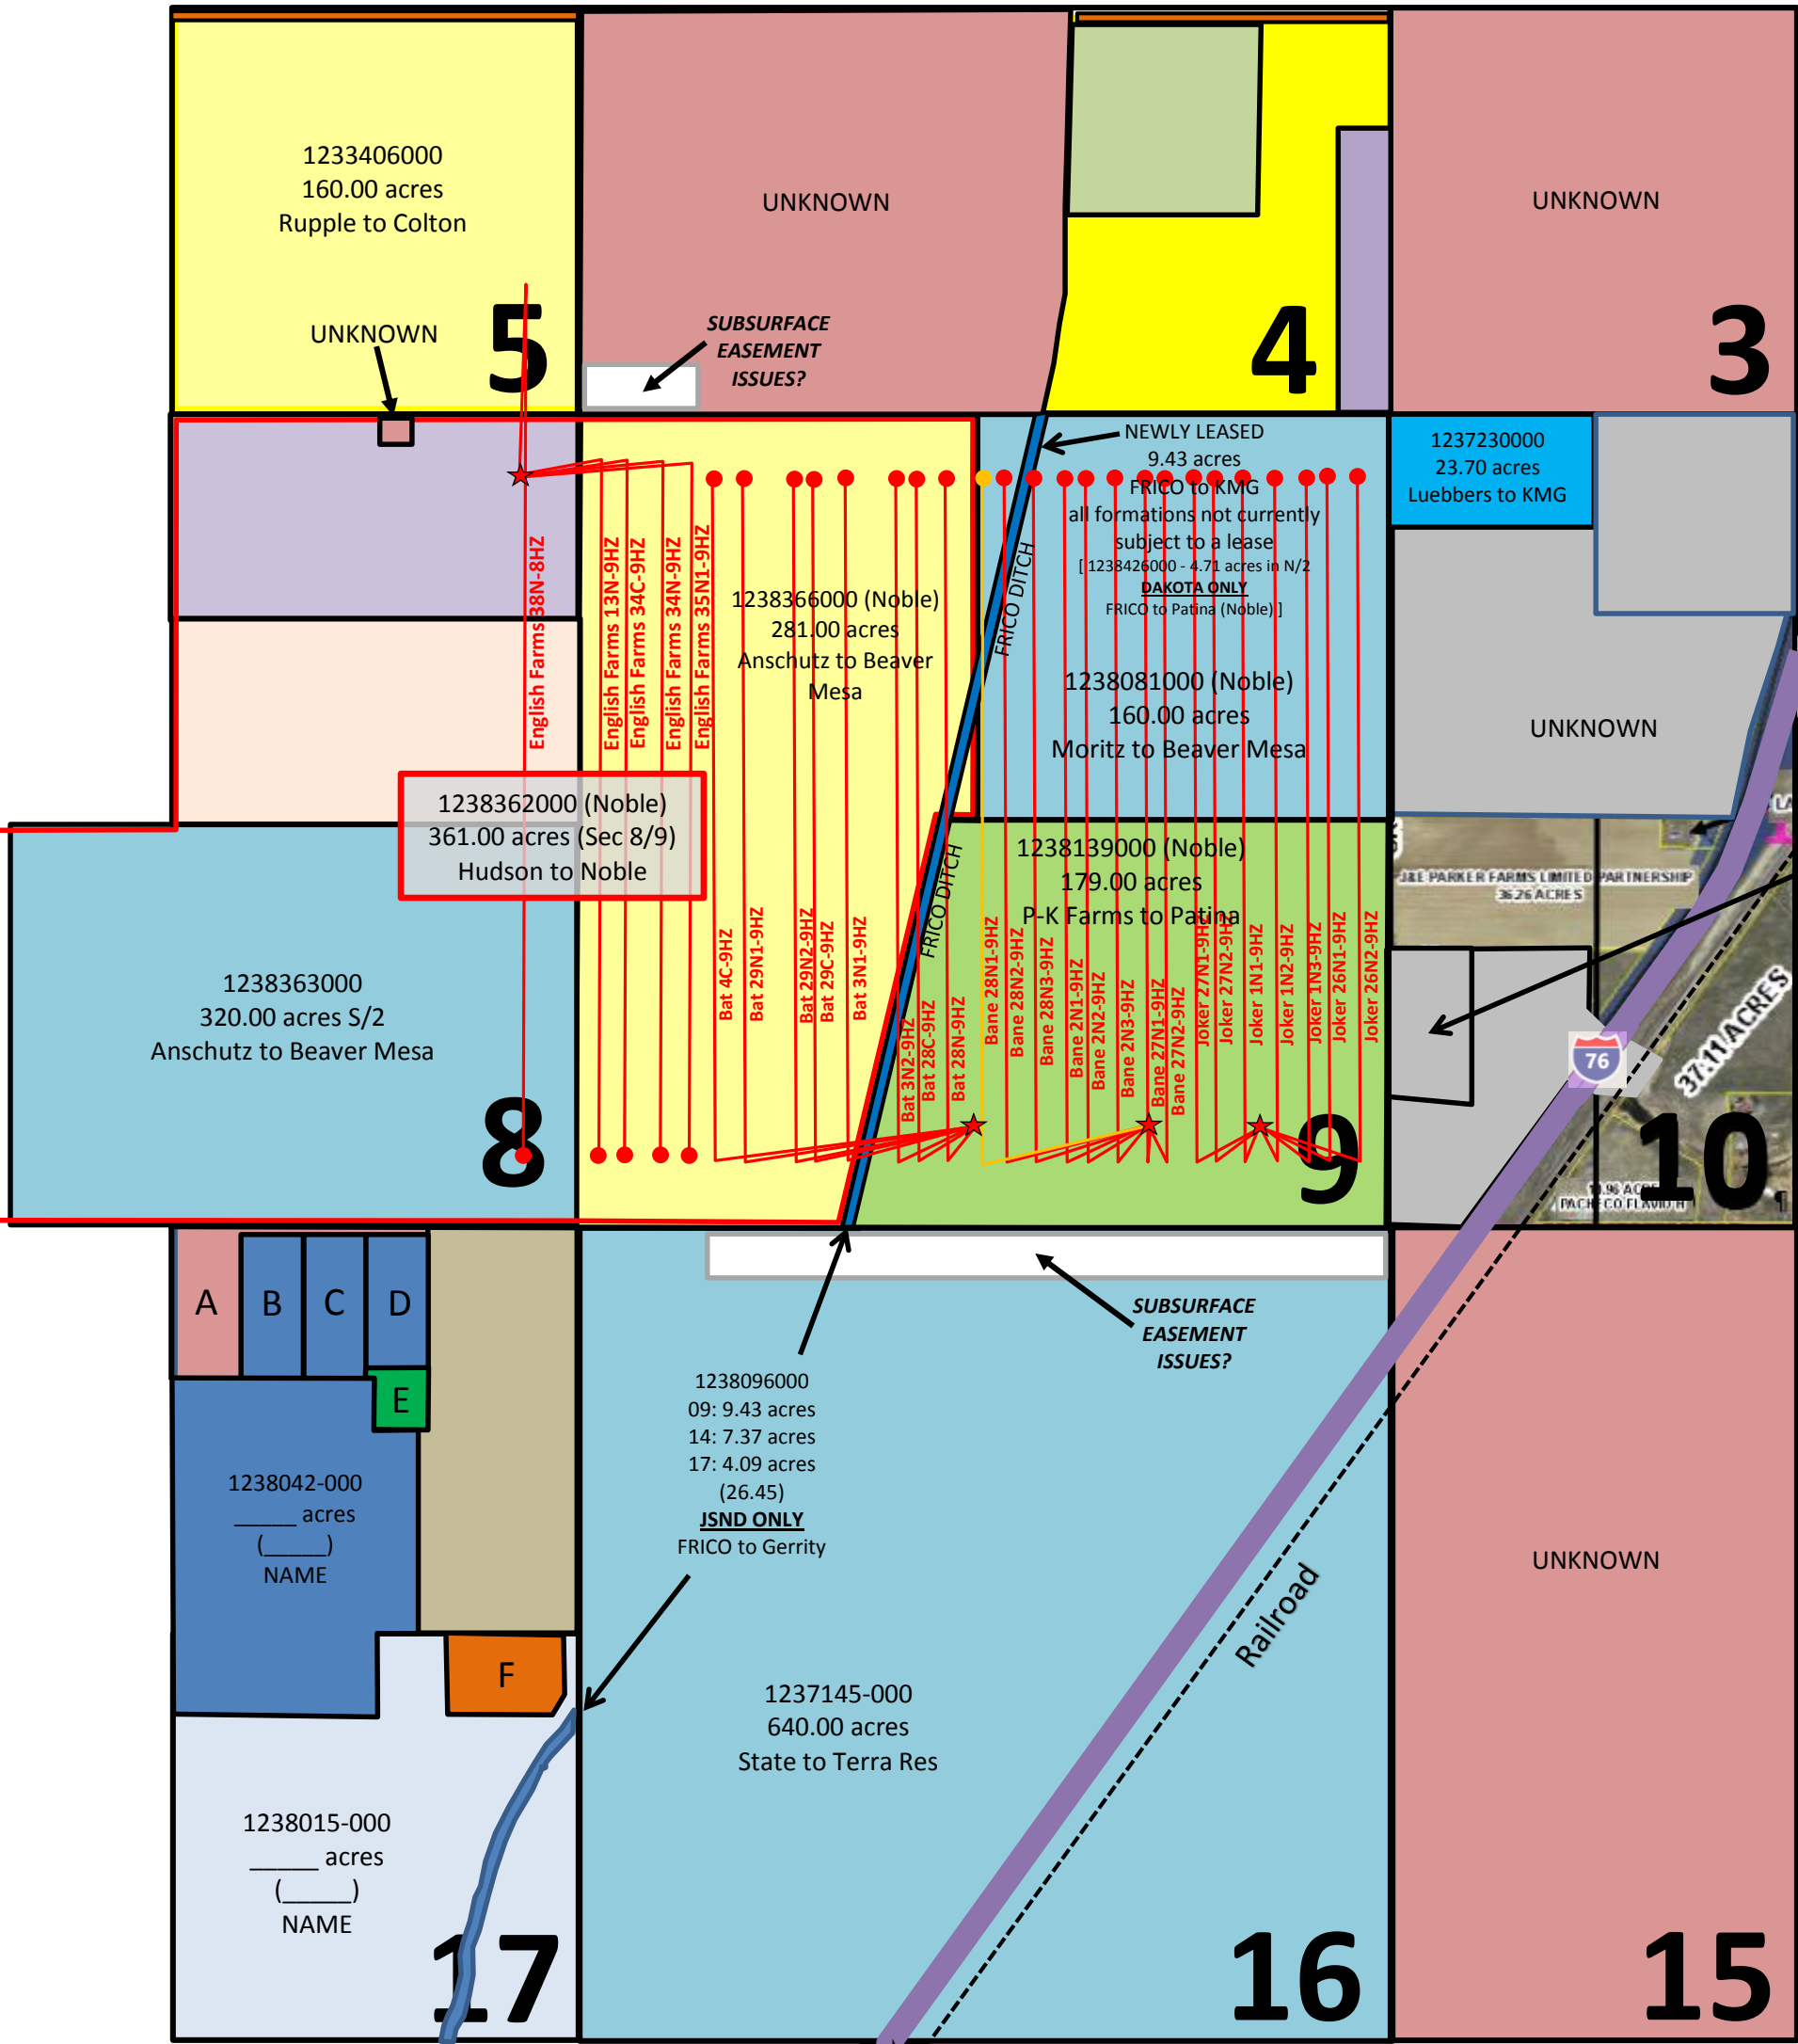 1233406000
160.00 acres
Rupple to Colton
UNKNOWN
5
UNKNOWN
SUBSURFACE
EASEMENT
ISSUES?
4
UNKNOWN
3
NEWLY LEASED
9.43 acres
FRICO to KMG
all formations not currently
subject to a lease
[ 1238426000 - 4.71 acres in N/2
DAKOTA ONLY
FRICO to Patina (Noble) ]
1237230000
23.70 acres
Luebbers to KMG
English Farms 38N-8HZ
English Farms 13N-9HZ
English Farms 34C-9HZ
English Farms 34N-9HZ
English Farms 35N1-9HZ
1238366000 (Noble)
281.00 acres
Anschutz to Beaver
Mesa
FRICO DITCH
1238081000 (Noble)
160.00 acres
Moritz to Beaver Mesa
UNKNOWN
1238362000 (Noble)
361.00 acres (Sec 8/9)
Hudson to Noble
FRICO DITCH
1238139000 (Noble)
179.00 acres
P-K Farms to Patina
J&E PARKER FARMS LIMITED PARTNERSHIP
36.26 ACRES
1238363000
320.00 acres S/2
Anschutz to Beaver Mesa
8
Bat 4C-9HZ
Bat 29N1-9HZ
Bat 29N2-9HZ
Bat 29C-9HZ
Bat 3N1-9HZ
Bat 3N2-9HZ
Bat 28C-9HZ
Bat 28N-9HZ
Bane 28N1-9HZ
Bane 28N2-9HZ
Bane 28N3-9HZ
Bane 2N1-9HZ
Bane 2N2-9HZ
Bane 2N3-9HZ
Bane 27N1-9HZ
Bane 27N2-9HZ
Joker 27N1-9HZ
Joker 27N2-9HZ
Joker 1N1-9HZ
Joker 1N2-9HZ
Joker 1N3-9HZ
Joker 26N1-9HZ
Joker 26N2-9HZ
9
76
37.11 ACRES
10
PACHECO FLAVIO H
A
B
C
D
E
SUBSURFACE
EASEMENT
ISSUES?
1238096000
09: 9.43 acres
14: 7.37 acres
17: 4.09 acres
(26.45)
JSND ONLY
FRICO to Gerrity
1238042-000
_____ acres
(_____)
NAME
F
Railroad
UNKNOWN
1237145-000
640.00 acres
State to Terra Res
1238015-000
_____ acres
(_____)
NAME
17
16
15